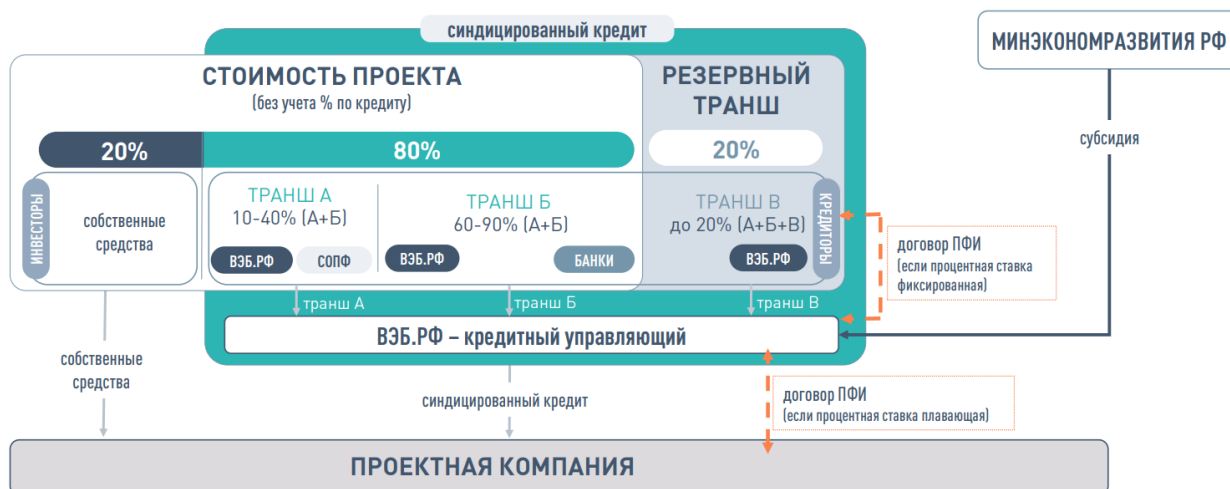 синдицированный кредит
МИНЭКОНОМРАЗВИТИЯ РФ
СТОИМОСТЬ ПРОЕКТА
(без учета % по кредиту)
РЕЗЕРВНЫЙ
ТРАНШ
20%
80%
20%
субсидия
ИНВЕСТОРЫ
собственные
средства
ТРАНШ А
10-40% (А+Б)
ВЭБ.РФ
СОПФ
ТРАНШ Б
60-90% (А+Б)
ВЭБ.РФ
БАНКИ
ТРАНШ В
до 20% (А+Б+В)
ВЭБ.РФ
КРЕДИТОРЫ
договор ПФИ
(если процентная ставка
фиксированная)
транш А
транш Б
транш В
ВЭБ.РФ – кредитный управляющий
собственные
средства
синдицированный кредит
договор ПФИ
(если процентная ставка плавающая)
ПРОЕКТНАЯ КОМПАНИЯ